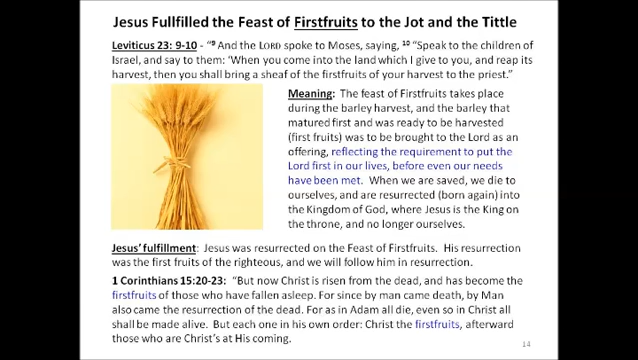 Jesus Fullfilled the Feast of Firstfruits to the Jot and the Tittle
Leviticus 23: 9-10 - "9 And the LORD spoke to Moses, saying, 10 "Speak to the children of
Israel, and say to them: 'When you come into the land which I give to you, and reap its
harvest, then you shall bring a sheaf of the firstfruits of your harvest to the priest."
Meaning: The feast of Firstfruits takes place
during the barley harvest, and the barley that
matured first and was ready to be harvested
(first fruits) was to be brought to the Lord as an
offering, reflecting the requirement to put the
Lord first in our lives, before even our needs
have been met. When we are saved, we die to
ourselves, and are resurrected (born again) into
the Kingdom of God, where Jesus is the King on
the throne, and no longer ourselves.
Jesus' fulfillment: Jesus was resurrected on the Feast of Firstfruits. His resurrection
was the first fruits of the righteous, and we will follow him in resurrection.
1 Corinthians 15:20-23: "But now Christ is risen from the dead, and has become the
firstfruits of those who have fallen asleep. For since by man came death, by Man
also came the resurrection of the dead. For as in Adam all die, even so in Christ all
shall be made alive. But each one in his own order: Christ the firstfruits, afterward
those who are Christ's at His coming.
14